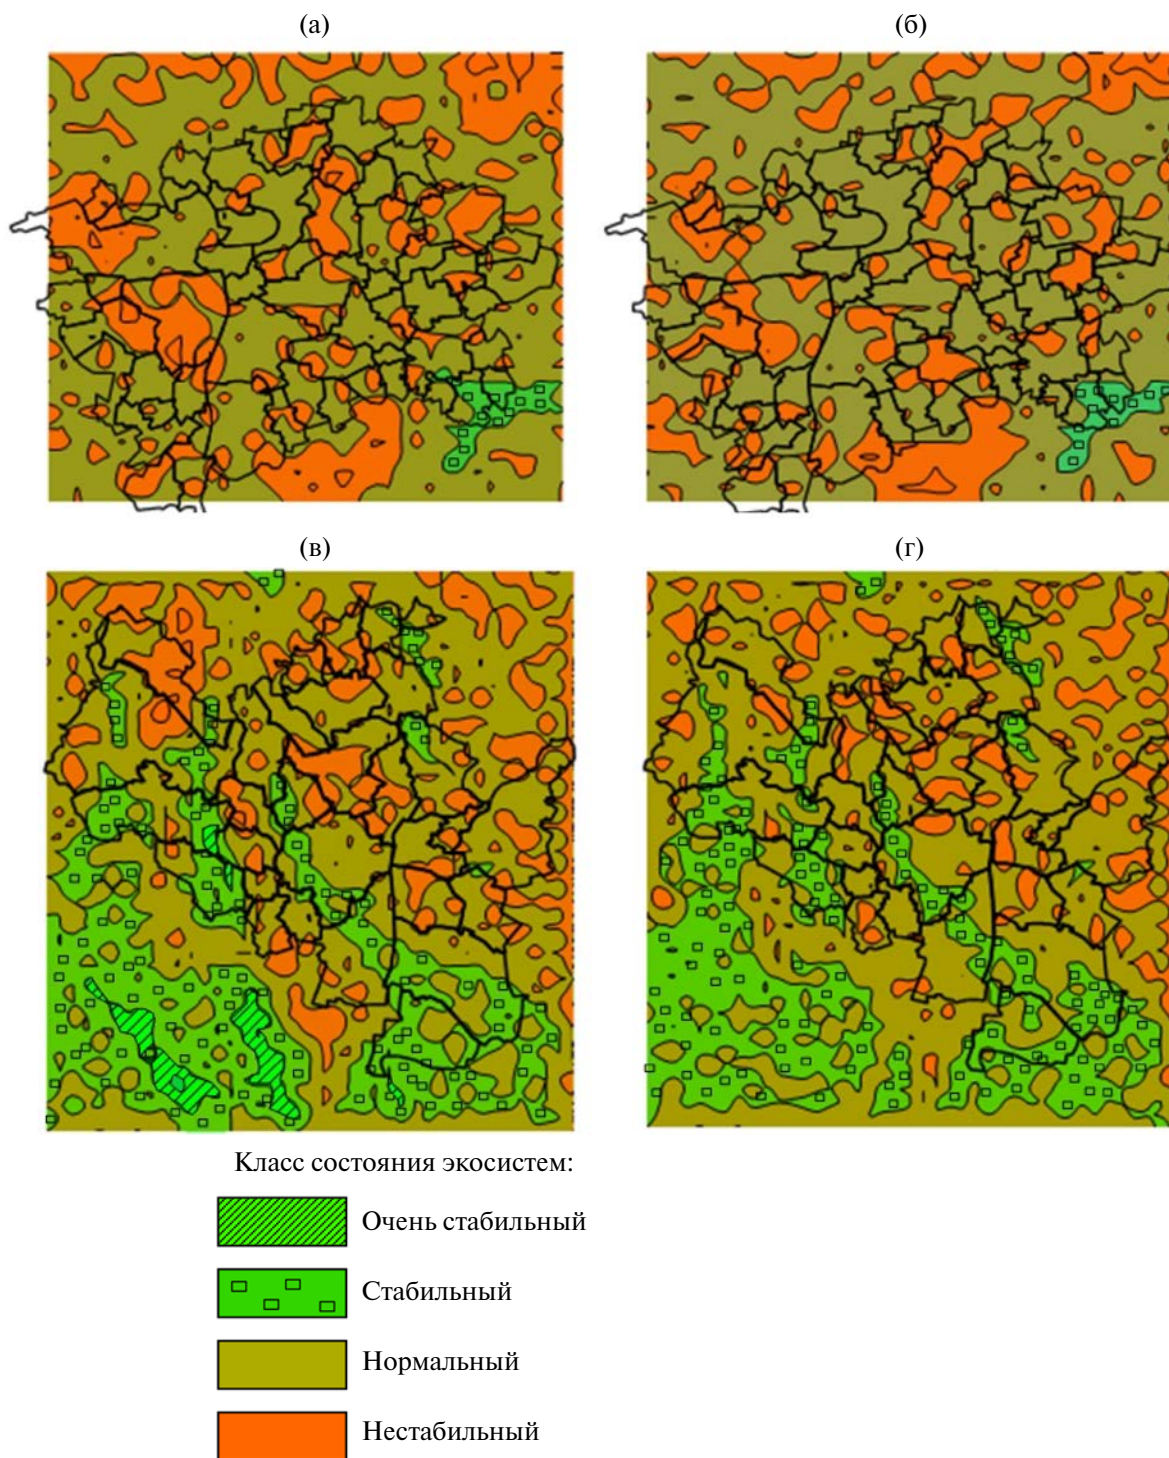 (а)
(б)
(в)
(г)
Класс состояния экосистем:
Очень стабильный
Стабильный
Нормальный
Нестабильный